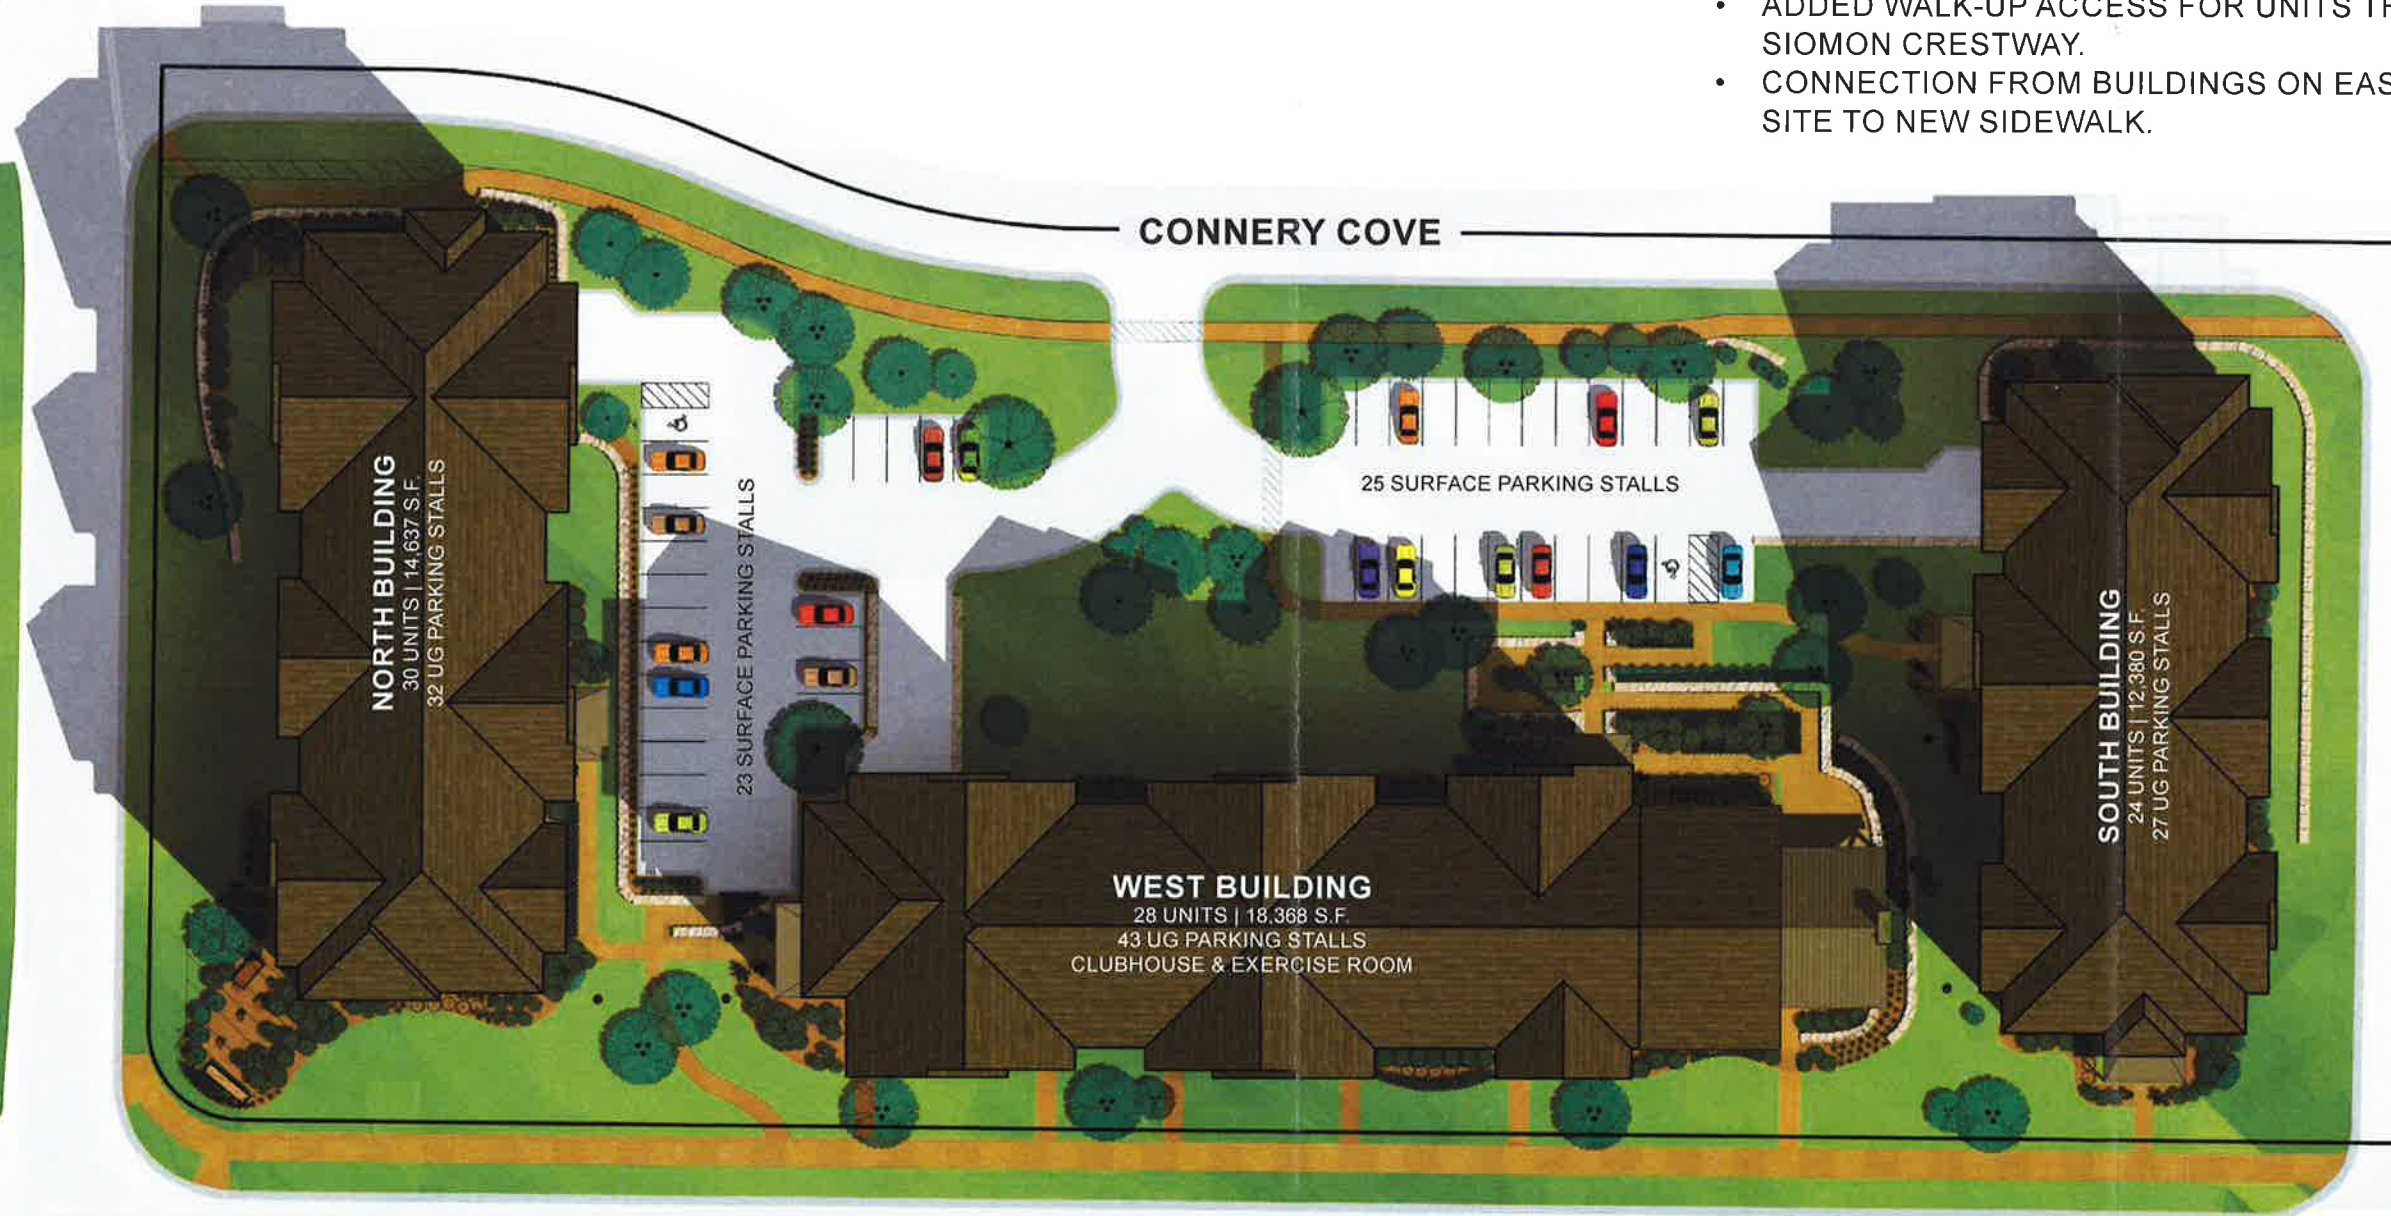 • ADDED WALK-UP ACCESS FOR UNITS
SIOMON CRESTWAY.
• CONNECTION FROM BUILDINGS ON
SITE TO NEW SIDEWALK.
CONNERY COVE
NORTH BUILDING
30 UNITS | 14,637 S.F.
32 UG PARKING STALLS
23 SURFACE PARKING STALLS
25 SURFACE PARKING STALLS
WEST BUILDING
28 UNITS | 18,368 S.F.
43 UG PARKING STALLS
CLUBHOUSE & EXERCISE ROOM
SOUTH BUILDING
24 UNITS | 12,380 S.F.
27 UG PARKING STALLS